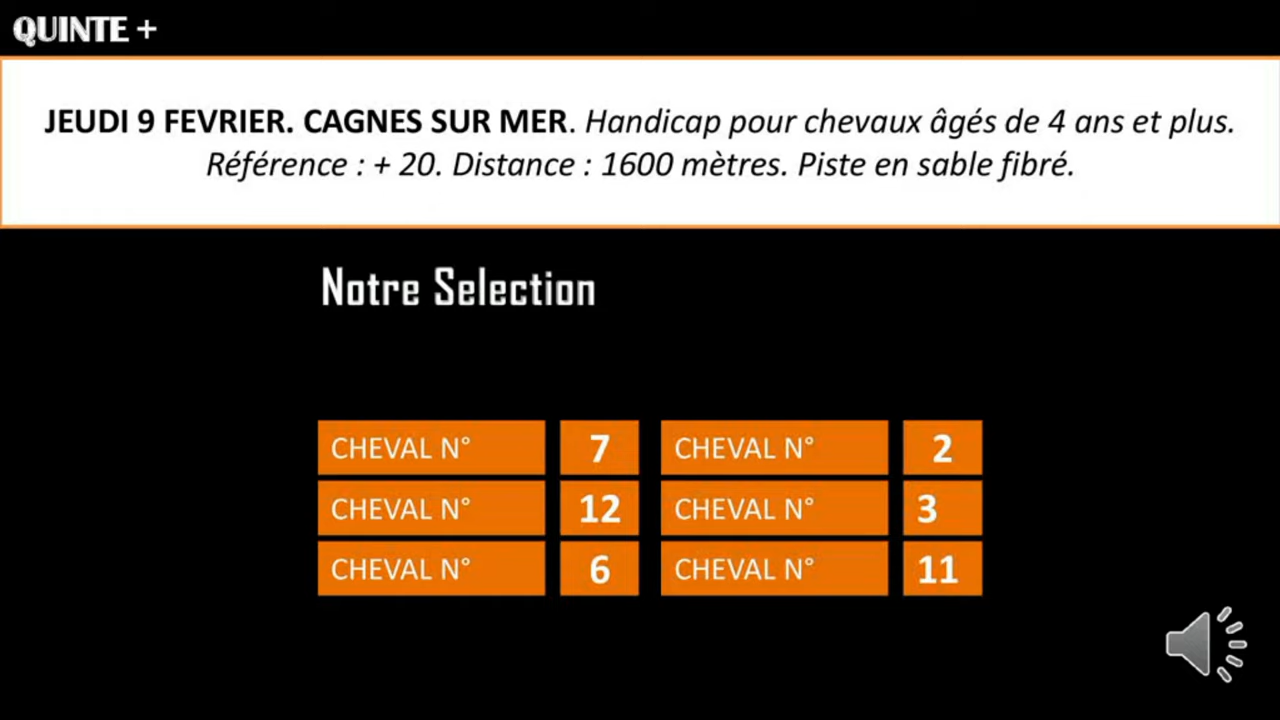 QUINTE +
JEUDI 9 FEVRIER. CAGNES SUR MER. Handicap pour chevaux âgés de 4 ans et plus.
Référence : + 20. Distance : 1600 mètres. Piste en sable fibré.
Notre Selection
CHEVAL N° 7 CHEVAL N° 2
CHEVAL N° 12 CHEVAL N° 3
CHEVAL N° 6 CHEVAL N° 11